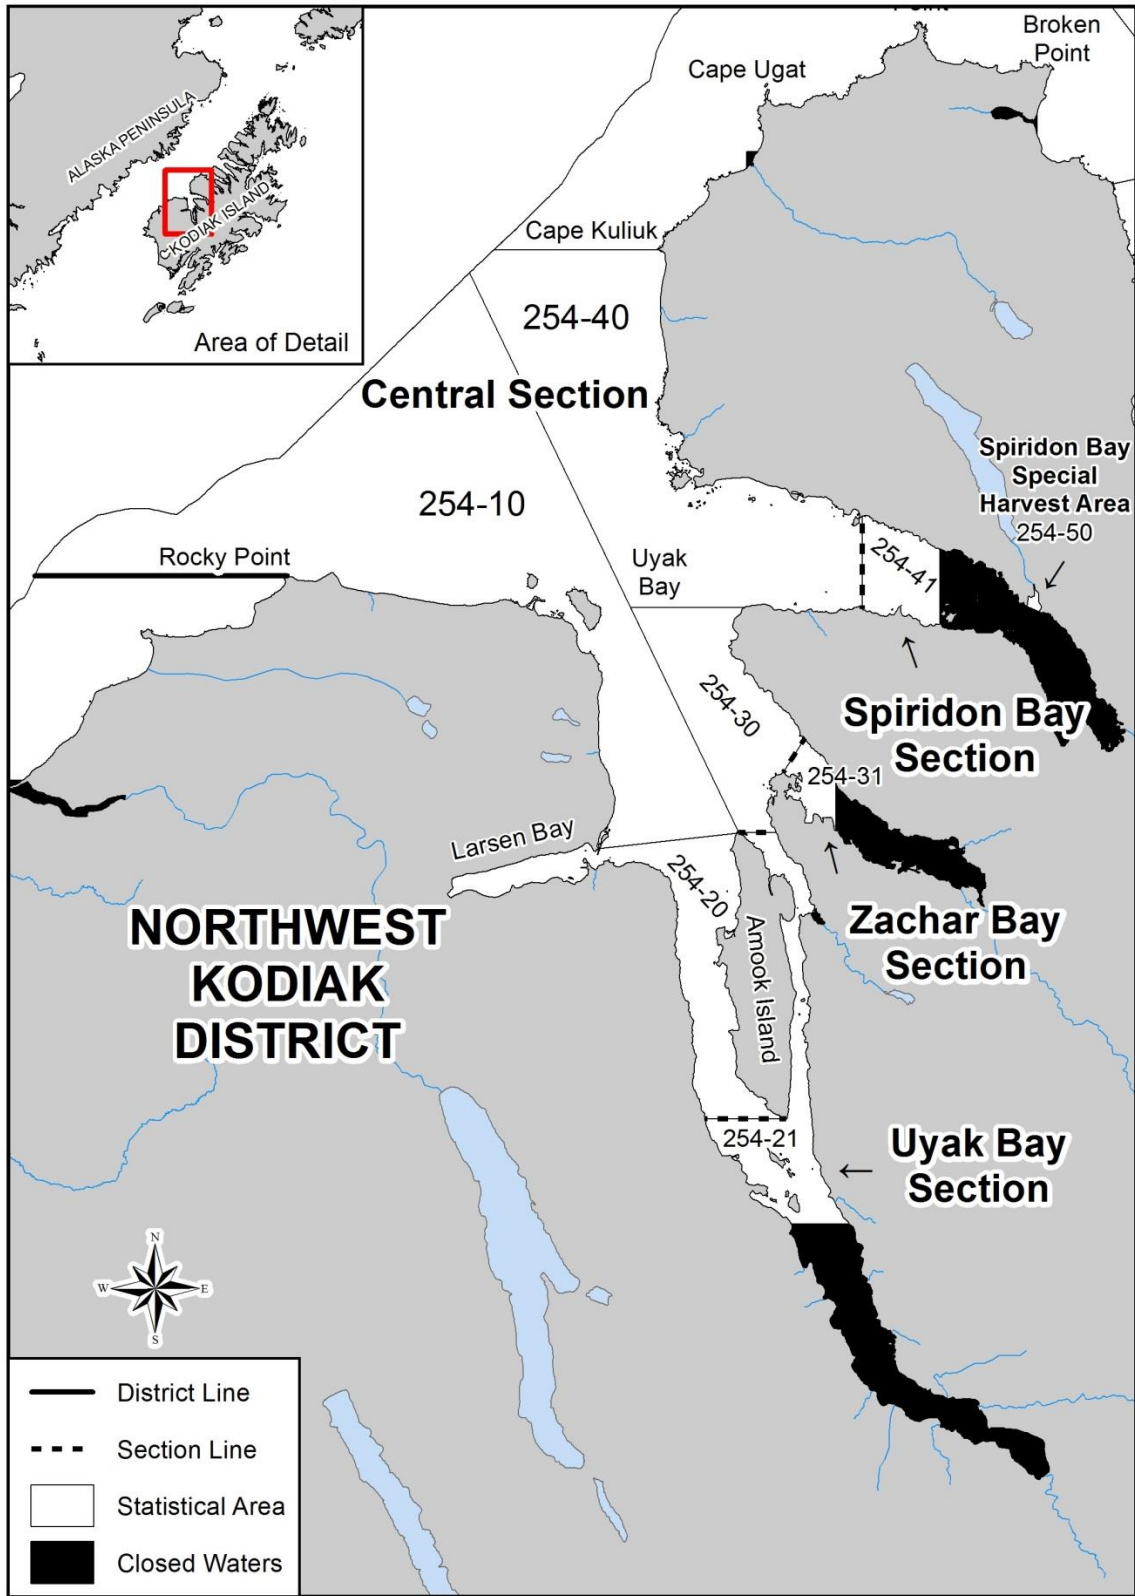 Broken
Point
Cape Ugat
ALASKA PENINSULA
KODIAK ISLAND
Area of Detail
Cape Kuliuk
254-40
Central Section
Spiridon Bay
Special
Harvest Area
254-50
254-10
Rocky Point
Uyak
Bay
254-41
254-30
Spiridon Bay
Section
254-31
Larsen Bay
254-20
NORTHWEST
KODIAK
DISTRICT
Amook Island
Zachar Bay
Section
254-21
Uyak Bay
Section
N
W
E
S
District Line
Section Line
Statistical Area
Closed Waters